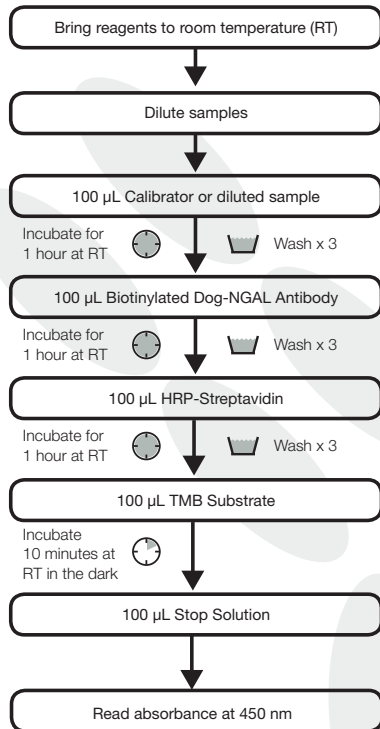 Bring reagents to room temperature (RT)
Dilute samples
100 µL Calibrator or diluted sample
Incubate for
1 hour at RT
Wash x 3
100 µL Biotinylated Dog-NGAL Antibody
Incubate for
1 hour at RT
Wash x 3
100 µL HRP-Streptavidin
Incubate for
1 hour at RT
Wash x 3
100 µL TMB Substrate
Incubate
10 minutes at
RT in the dark
100 µL Stop Solution
Read absorbance at 450 nm